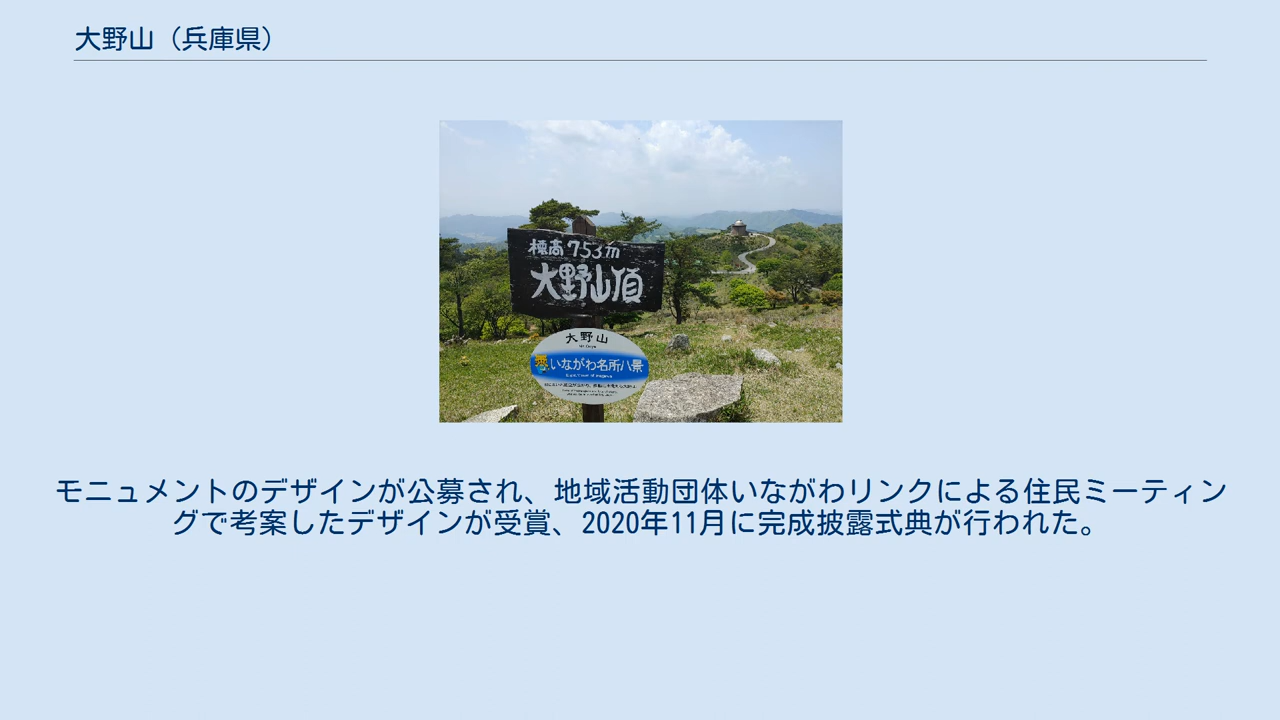 大野山（兵庫県）
標高753m
大野山頂
大野山
いながわ名所八景
モニュメントのデザインが公募され、地域活動団体いながわリンクによる住民ミーティン
グで考案したデザインが受賞、2020年11月に完成披露式典が行われた。